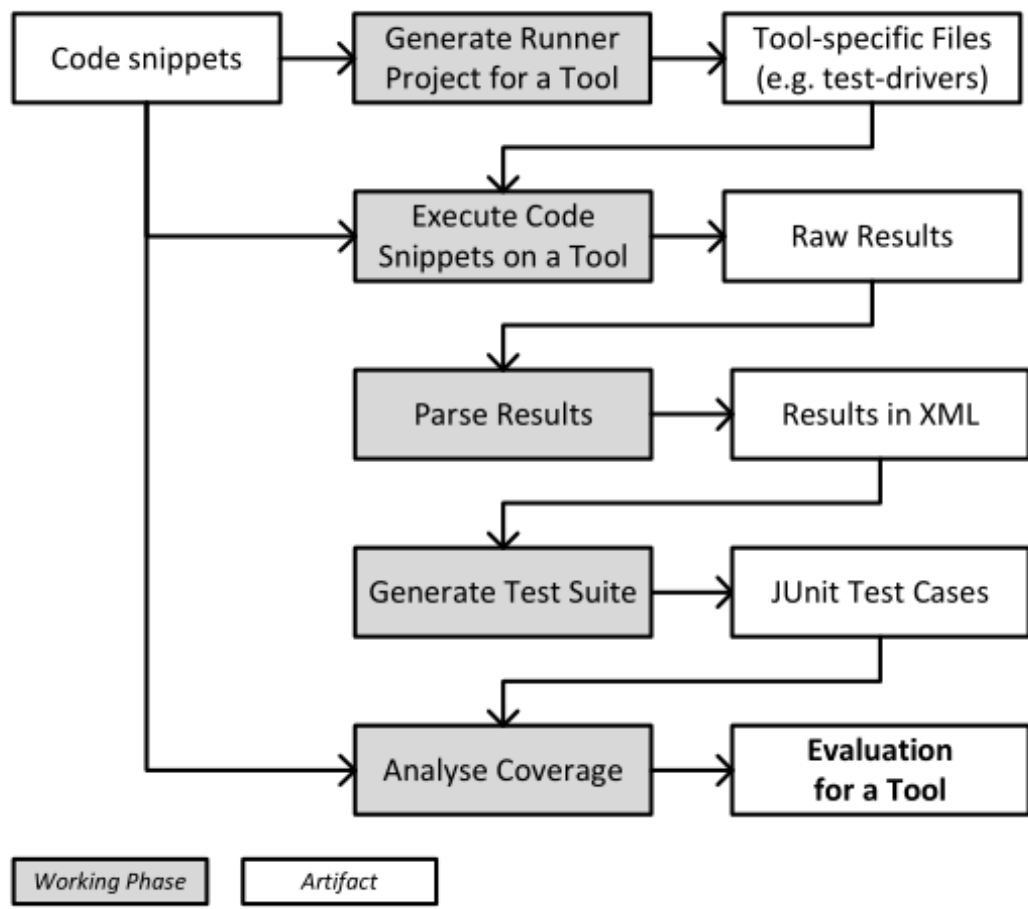 Code snippets
Generate Runner
Project for a Tool
Tool-specific Files
(e.g. test-drivers)
Execute Code
Snippets on a Tool
Raw Results
Parse Results
Results in XML
Generate Test Suite
JUnit Test Cases
Analyse Coverage
Evaluation
for a Tool
Working Phase
Artifact